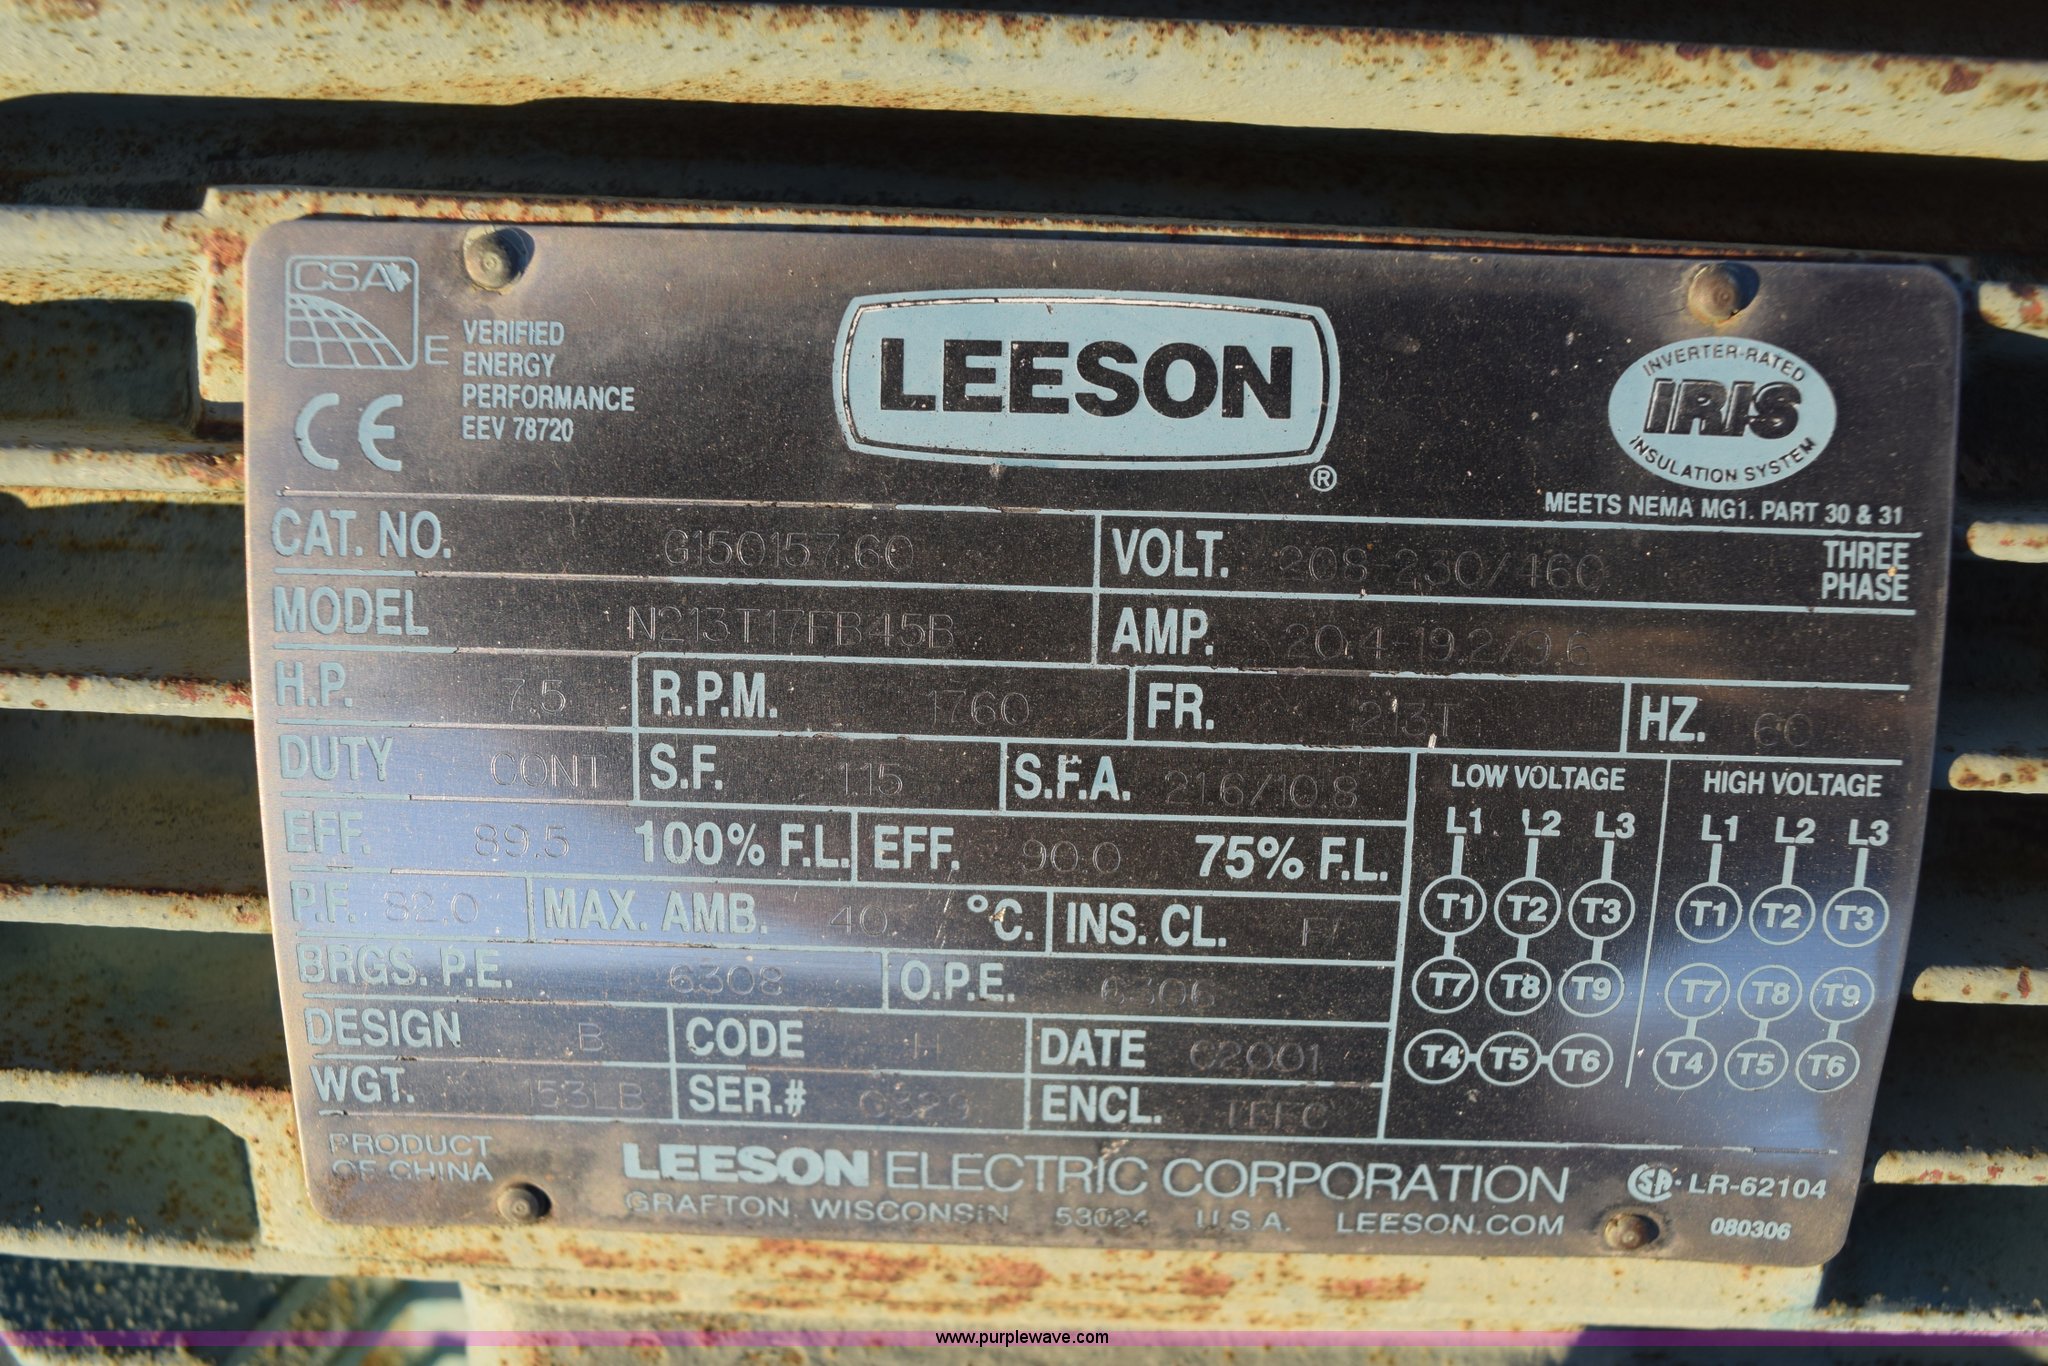 CSA
E
VERIFIED
ENERGY
PERFORMANCE
EEV 78720
CE
LEESON
®
INVERTER-RATED
IRIS
INSULATION SYSTEM
MEETS NEMA MG1. PART 30 & 31
CAT. NO. G150157.60 VOLT. 208-230/460 THREE PHASE
MODEL N213T17FB45B AMP. 20.4-19.2/9.6
H.P. 7.5 R.P.M. 1760 FR. 213T HZ. 60
DUTY CONT S.F. 1.15 S.F.A. 21.6/10.8
EFF. 89.5 100% F.L. EFF. 90.0 75% F.L.
P.F. 82.0 MAX. AMB. 40 °C. INS. CL. F
BRGS. P.E. 6308 O.P.E. 6306
DESIGN B CODE H DATE 2001
WGT. 153LB SER.# ENCL. TEFC
LOW VOLTAGE
L1 L2 L3
T1 T2 T3
T7 T8 T9
T4 T5 T6
HIGH VOLTAGE
L1 L2 L3
T1 T2 T3
T7 T8 T9
T4 T5 T6
PRODUCT
OF CHINA
LEESON ELECTRIC CORPORATION
GRAFTON, WISCONSIN 53024 U.S.A. LEESON.COM
SA LR-62104
080306
www.purplewave.com